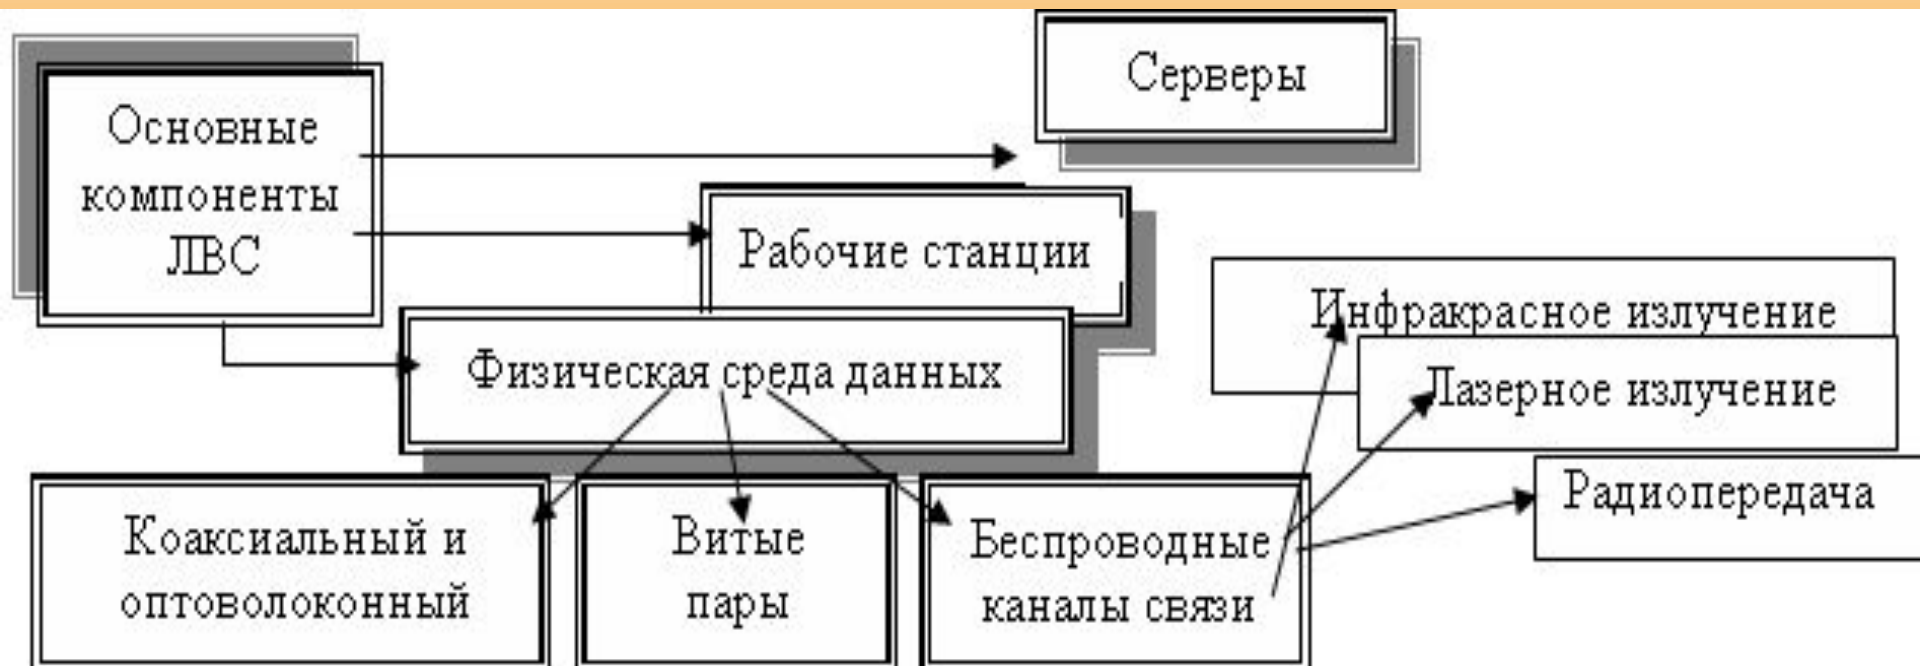 Основные
компоненты
ЛВС
Серверы
Рабочие станции
Физическая среда данных
Инфракрасное излучение
Лазерное излучение
Радиопередача
Коаксиальный и
оптоволоконный
Витые
пары
Беспроводные
каналы связи